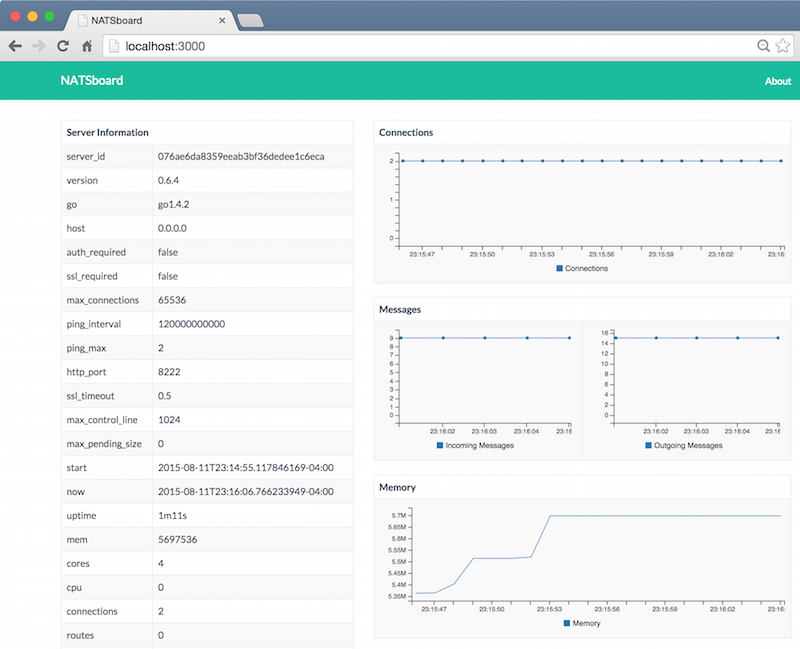 NATSboard
localhost:3000
NATSboard About
Server Information
server_id 076ae6da8359eeab3bf36dedee1c6eca
version 0.6.4
go go1.4.2
host 0.0.0.0
auth_required false
ssl_required false
max_connections 65536
ping_interval 120000000000
ping_max 2
http_port 8222
ssl_timeout 0.5
max_control_line 1024
max_pending_size 0
start 2015-08-11T23:14:55.117846169-04:00
now 2015-08-11T23:16:06.766233949-04:00
uptime 1m11s
mem 5697536
cores 4
cpu 0
connections 2
routes 0
Connections
2
1
0
23:15:47 23:15:50 23:15:53 23:15:56 23:15:59 23:16:02 23:16:
Connections
Messages
9
8
7
6
5
4
3
2
1
0
23:16:02 23:16:03 23:16:04 23:16
Incoming Messages
16
14
12
10
8
6
4
2
0
23:16:02 23:16:03 23:16:04 23:16
Outgoing Messages
Memory
5.7M
5.65M
5.6M
5.55M
5.5M
5.45M
5.4M
5.35M
23:15:47 23:15:50 23:15:53 23:15:56 23:15:59 23:16:02 23:16:
Memory